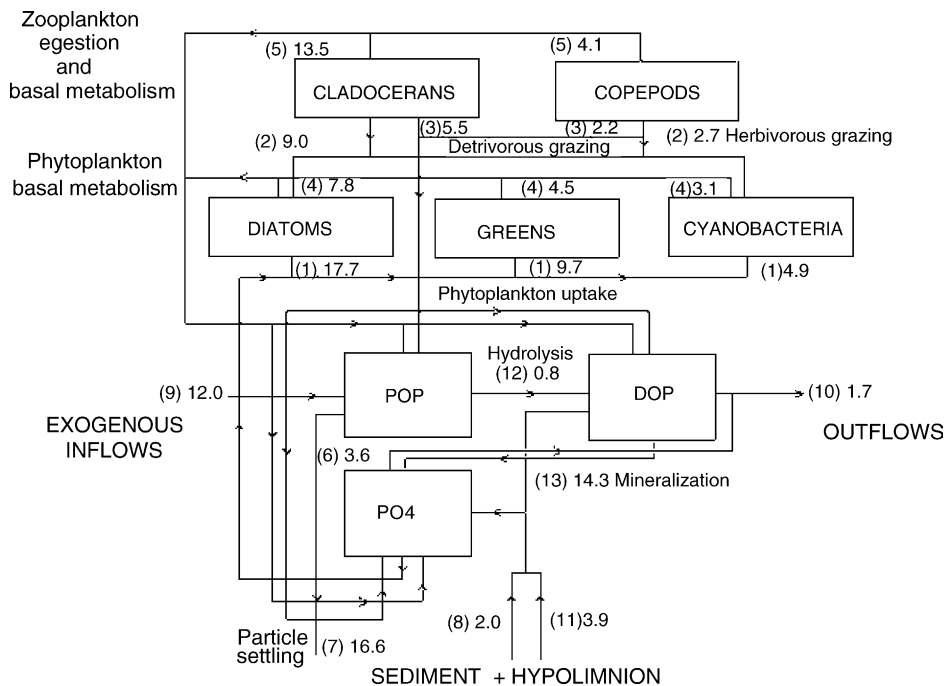 Zooplankton
egestion
and
basal metabolism
(5) 13.5
(5) 4.1
CLADOCERANS
COPEPODS
(3)5.5
(3) 2.2
(2) 9.0
(2) 2.7 Herbivorous grazing
Detrivorous grazing
Phytoplankton
basal metabolism
(4) 7.8
(4) 4.5
(4)3.1
DIATOMS
GREENS
CYANOBACTERIA
(1) 17.7
(1) 9.7
(1)4.9
Phytoplankton uptake
Hydrolysis
(12) 0.8
(9) 12.0
POP
DOP
(10) 1.7
EXOGENOUS
INFLOWS
OUTFLOWS
(6) 3.6
(13) 14.3 Mineralization
PO4
Particle
settling
(7) 16.6
(8) 2.0
(11)3.9
SEDIMENT + HYPOLIMNION